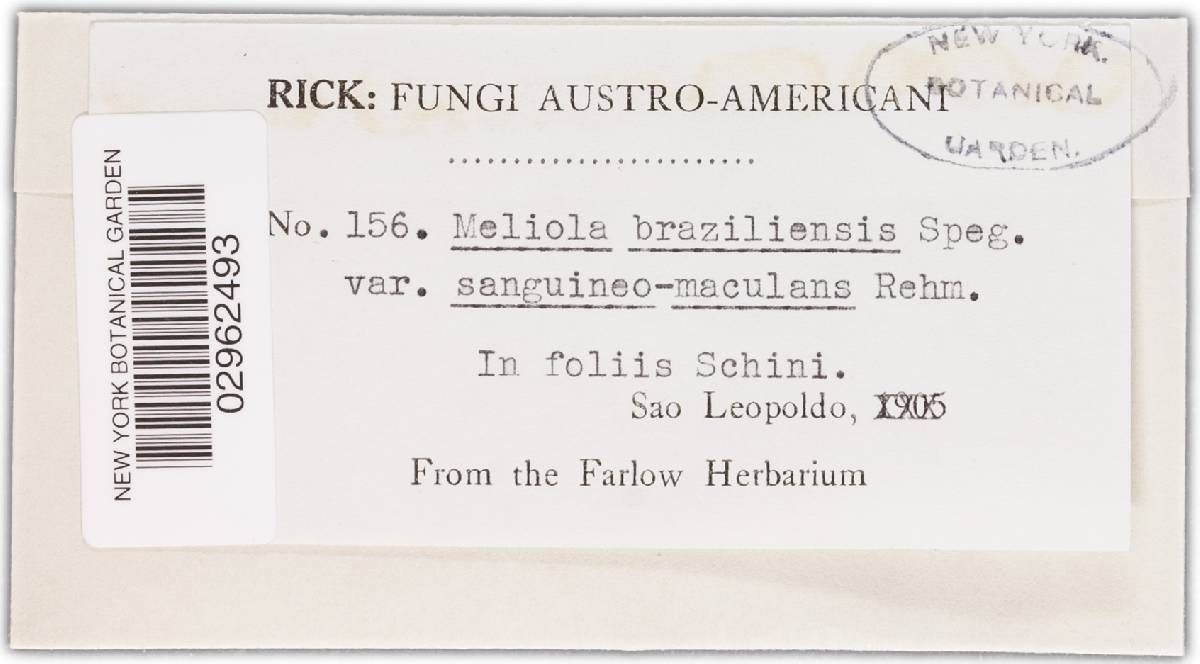 NEW YORK
BOTANICAL
GARDEN.
RICK: FUNGI AUSTRO-AMERICANI
........................
No. 156. Meliola braziliensis Speg.
var. sanguineo-maculans Rehm.
In foliis Schini.
Sao Leopoldo,
From the Farlow Herbarium
NEW YORK BOTANICAL GARDEN
02962493